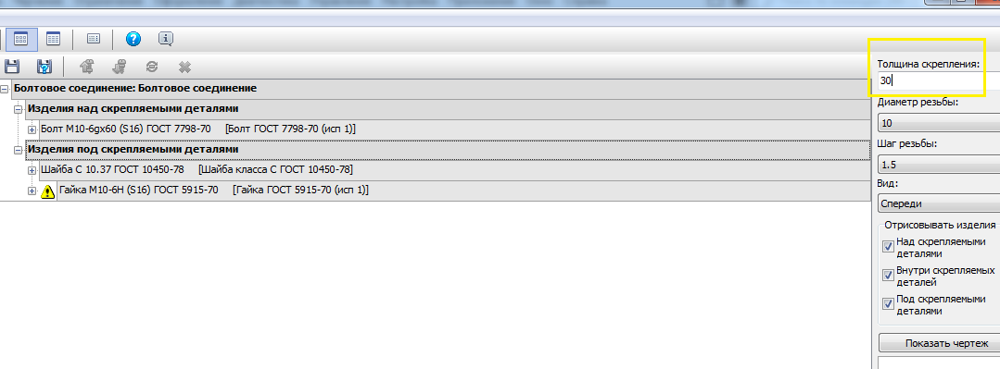 Толщина скрепления:
30
Болтовое соединение: Болтовое соединение
Изделия над скрепляемыми деталями
Диаметр резьбы:
Болт М10-6gx60 (S16) ГОСТ 7798-70 [Болт ГОСТ 7798-70 (исп 1)]
10
Изделия под скрепляемыми деталями
Шаг резьбы:
Шайба С 10.37 ГОСТ 10450-78 [Шайба класса С ГОСТ 10450-78]
1.5
Гайка М10-6Н (S16) ГОСТ 5915-70 [Гайка ГОСТ 5915-70 (исп 1)]
Вид:
Спереди
Отрисовывать изделия
Над скрепляемыми
деталями
Внутри скрепляемых
деталей
Под скрепляемыми
деталями
Показать чертеж